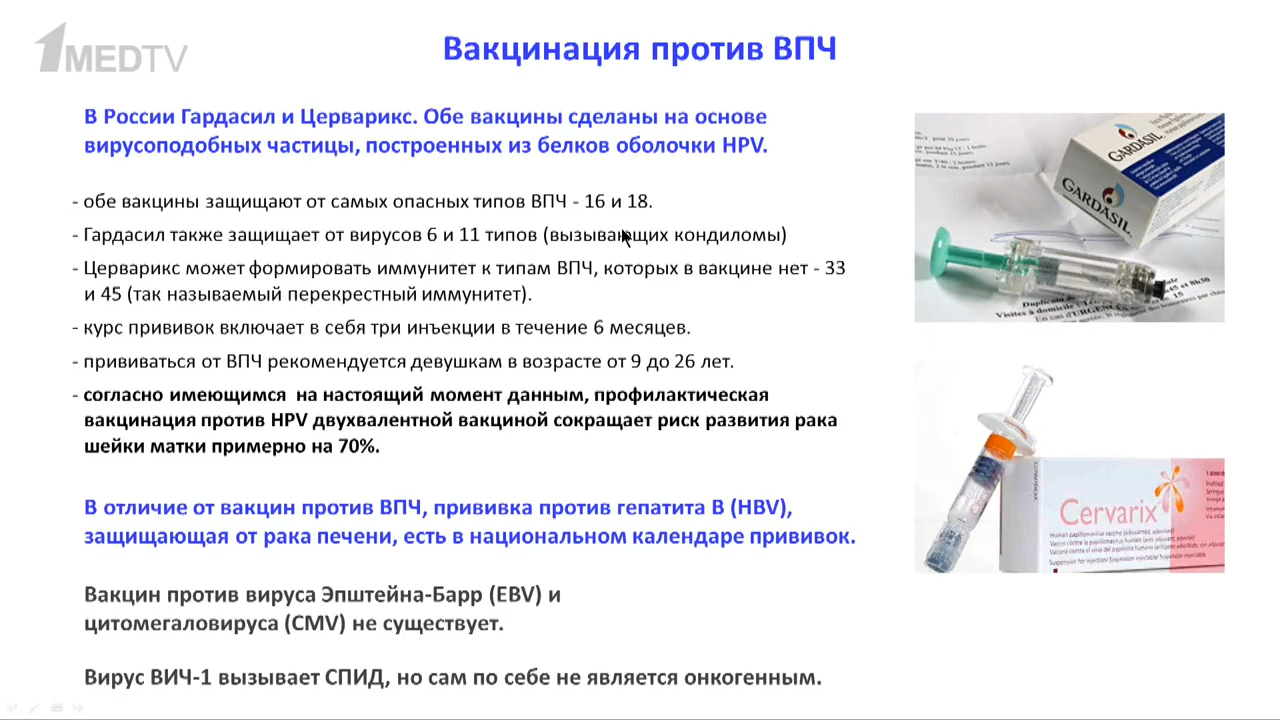 1MEDTV
Вакцинация против ВПЧ
В России Гардасил и Церварикс. Обе вакцины сделаны на основе
вирусоподобных частицы, построенных из белков оболочки HPV.
- обе вакцины защищают от самых опасных типов ВПЧ - 16 и 18.
- Гардасил также защищает от вирусов 6 и 11 типов (вызывающих кондиломы)
- Церварикс может формировать иммунитет к типам ВПЧ, которых в вакцине нет - 33
и 45 (так называемый перекрестный иммунитет).
- курс прививок включает в себя три инъекции в течение 6 месяцев.
- прививаться от ВПЧ рекомендуется девушкам в возрасте от 9 до 26 лет.
- согласно имеющимся на настоящий момент данным, профилактическая
вакцинация против HPV двухвалентной вакциной сокращает риск развития рака
шейки матки примерно на 70%.
В отличие от вакцин против ВПЧ, прививка против гепатита В (HBV),
защищающая от рака печени, есть в национальном календаре прививок.
Вакцин против вируса Эпштейна-Барр (EBV) и
цитомегаловируса (CMV) не существует.
Вирус ВИЧ-1 вызывает СПИД, но сам по себе не является онкогенным.
GARDASIL
GARDASIL
Cervarix